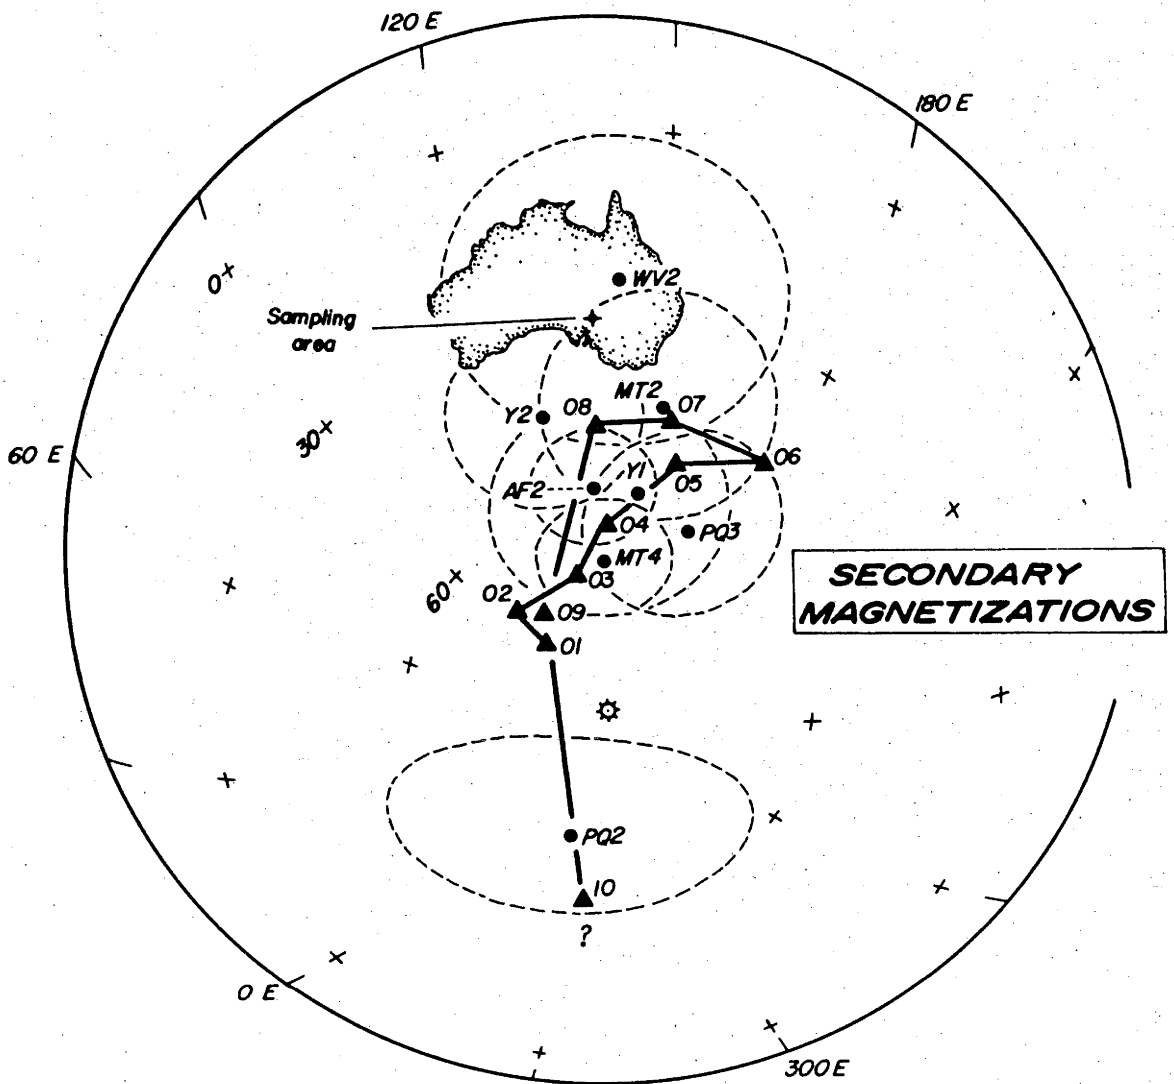 120 E
180 E
0+
WV2
Sampling
area
MT2
07
08
Y2
30+
60 E
06
05
Y1
AF2
04
PQ3
MT4
03
60+
02
09
01
SECONDARY
MAGNETIZATIONS
PQ2
10
?
0 E
300 E